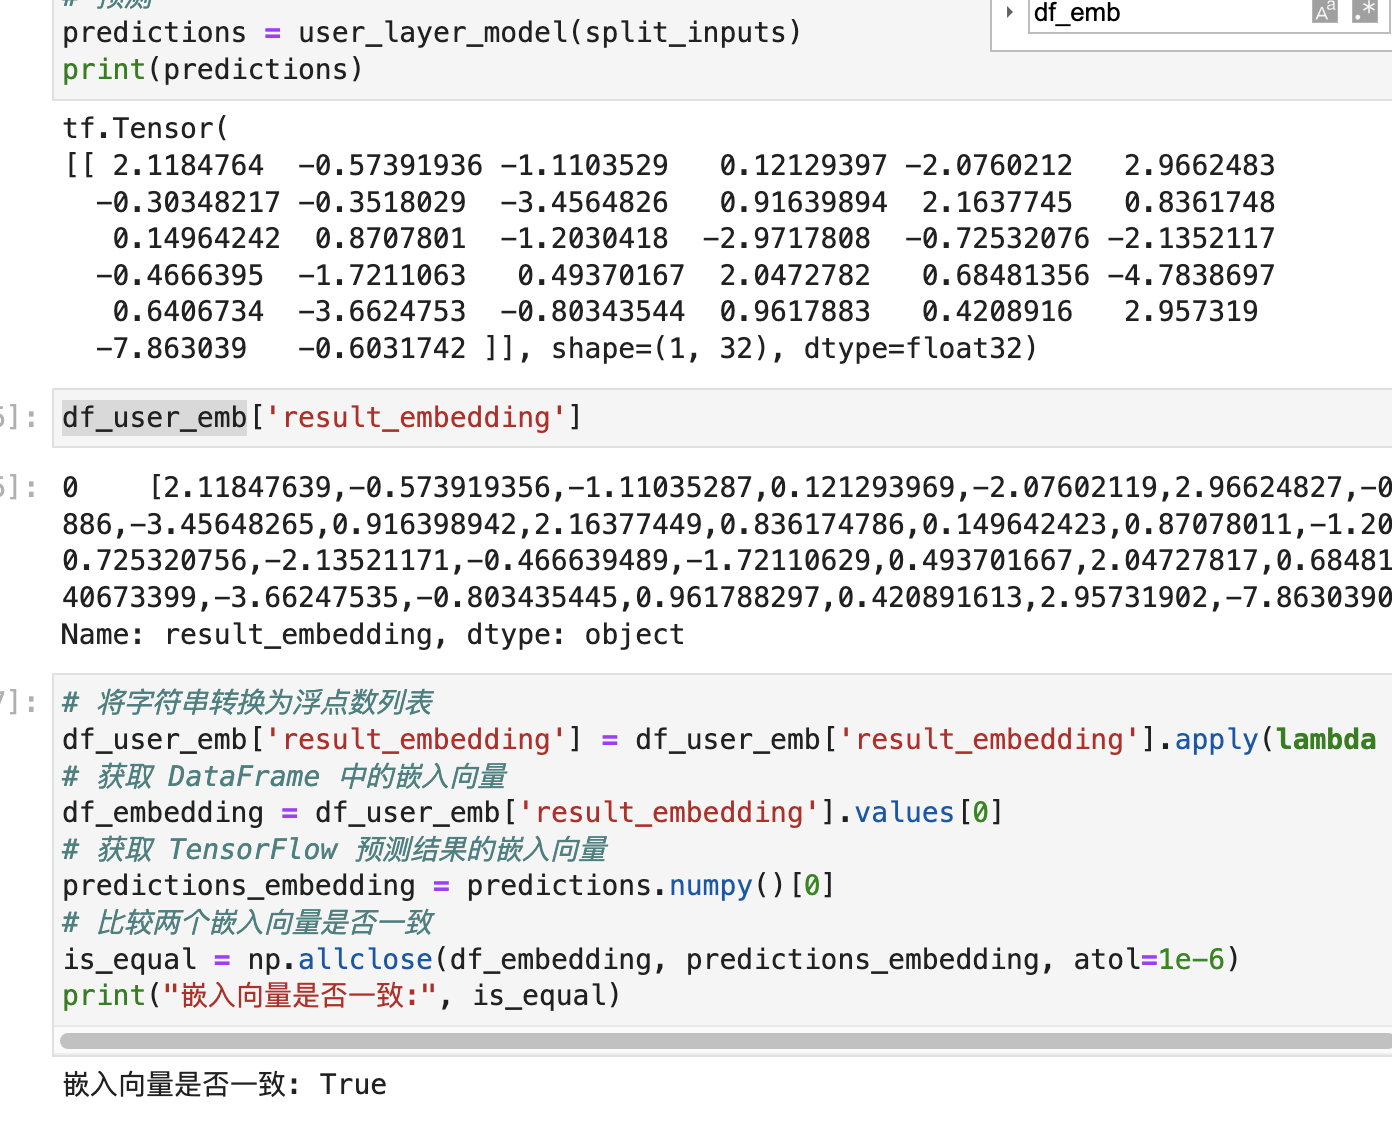 # 预测
predictions = user_layer_model(split_inputs)
print(predictions)
df_emb
tf.Tensor(
[[ 2.1184764  -0.57391936 -1.1103529   0.12129397 -2.0760212   2.9662483
-0.30348217 -0.3518029  -3.4564826   0.91639894  2.1637745   0.8361748
0.14964242  0.8707801  -1.2030418  -2.9717808  -0.72532076 -2.1352117
-0.4666395  -1.7211063   0.49370167  2.0472782   0.68481356 -4.7838697
0.6406734  -3.6624753  -0.80343544  0.9617883   0.4208916   2.957319
-7.863039   -0.6031742 ]], shape=(1, 32), dtype=float32)
]: df_user_emb['result_embedding']
]: 0    [2.11847639,-0.573919356,-1.11035287,0.121293969,-2.07602119,2.96624827,-0
886,-3.45648265,0.916398942,2.16377449,0.836174786,0.149642423,0.87078011,-1.20
0.725320756,-2.13521171,-0.466639489,-1.72110629,0.493701667,2.04727817,0.68481
40673399,-3.66247535,-0.803435445,0.961788297,0.420891613,2.95731902,-7.8630390
Name: result_embedding, dtype: object
]: # 将字符串转换为浮点数列表
df_user_emb['result_embedding'] = df_user_emb['result_embedding'].apply(lambda
# 获取 DataFrame 中的嵌入向量
df_embedding = df_user_emb['result_embedding'].values[0]
# 获取 TensorFlow 预测结果的嵌入向量
predictions_embedding = predictions.numpy()[0]
# 比较两个嵌入向量是否一致
is_equal = np.allclose(df_embedding, predictions_embedding, atol=1e-6)
print("嵌入向量是否一致:", is_equal)
嵌入向量是否一致: True